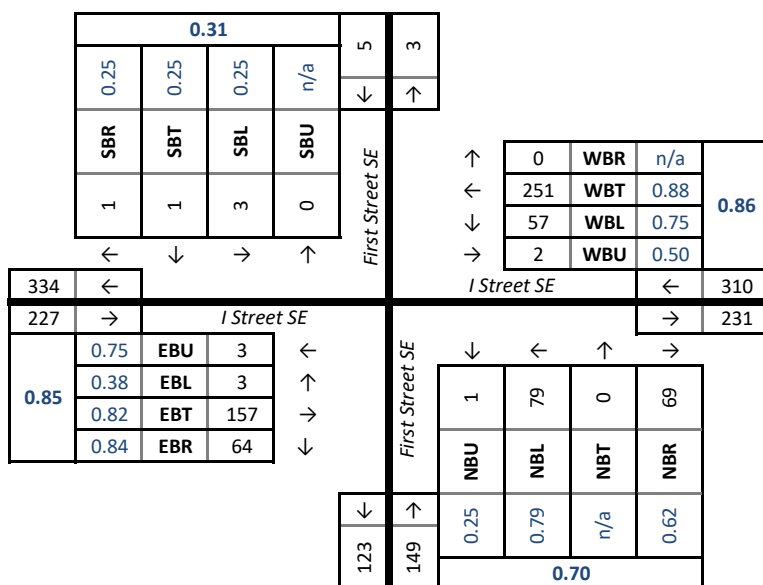 0.31
5
3
0.25 0.25 0.25 n/a
↓ ↑
SBR SBT SBL SBU
First Street SE
1 1 3 0
← ↓ → ↑
↑ 0 WBR n/a
← 251 WBT 0.88
0.86
↓ 57 WBL 0.75
→ 2 WBU 0.50
334 ←
I Street SE
← 310
227 →
I Street SE
→ 231
0.85
0.75 EBU 3 ←
0.38 EBL 3 ↑
0.82 EBT 157 →
0.84 EBR 64 ↓
First Street SE
↓ ← ↑ →
1 79 0 69
NBU NBL NBT NBR
↓ ↑
0.25 0.79 n/a 0.62
123 149
0.70